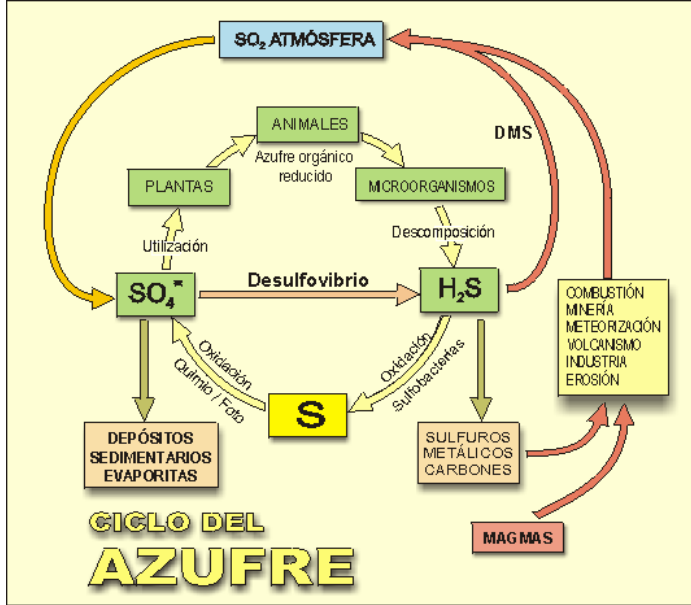 SO2 ATMÓSFERA
DMS
ANIMALES
Azufre orgánico
reducido
PLANTAS
MICROORGANISMOS
Utilización
Descomposición
SO4=
Desulfovibrio
H2S
COMBUSTIÓN
MINERÍA
METEORIZACIÓN
VOLCANISMO
INDUSTRIA
EROSIÓN
Oxidación
Químio / Foto
S
Oxidación
Sulfobacterías
DEPÓSITOS
SEDIMENTARIOS
EVAPORITAS
SULFUROS
METÁLICOS
CARBONES
MAGMAS
CICLO DEL
AZUFRE